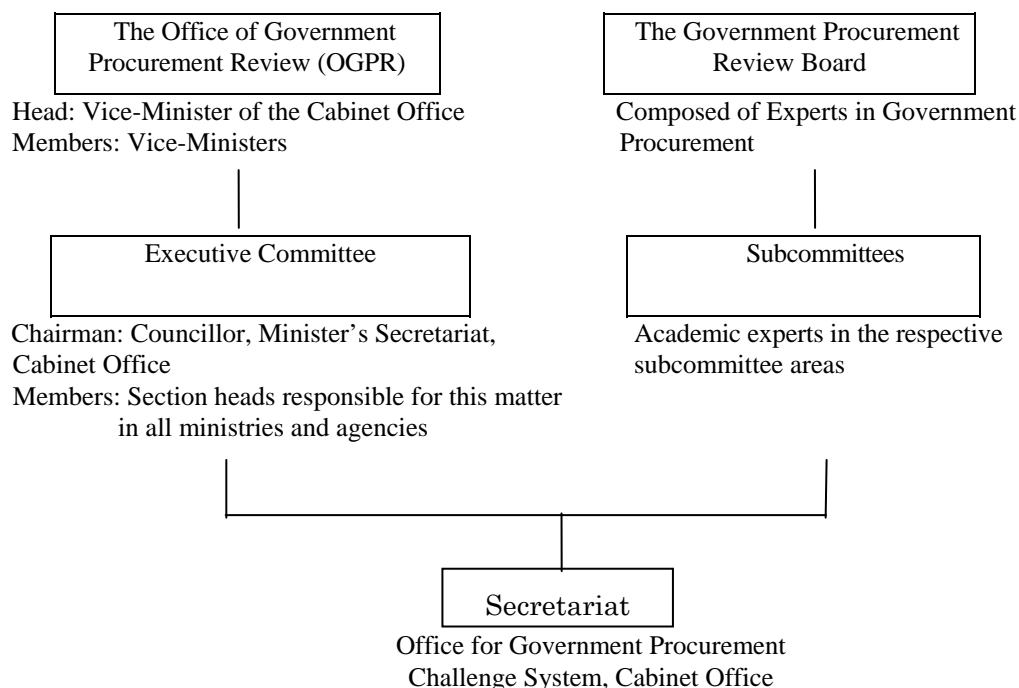 The Office of Government
Procurement Review (OGPR)
Head: Vice-Minister of the Cabinet Office
Members: Vice-Ministers
The Government Procurement
Review Board
Composed of Experts in Government
Procurement
Executive Committee
Chairman: Councillor, Minister's Secretariat,
Cabinet Office
Members: Section heads responsible for this matter
in all ministries and agencies
Subcommittees
Academic experts in the respective
subcommittee areas
Secretariat
Office for Government Procurement
Challenge System, Cabinet Office